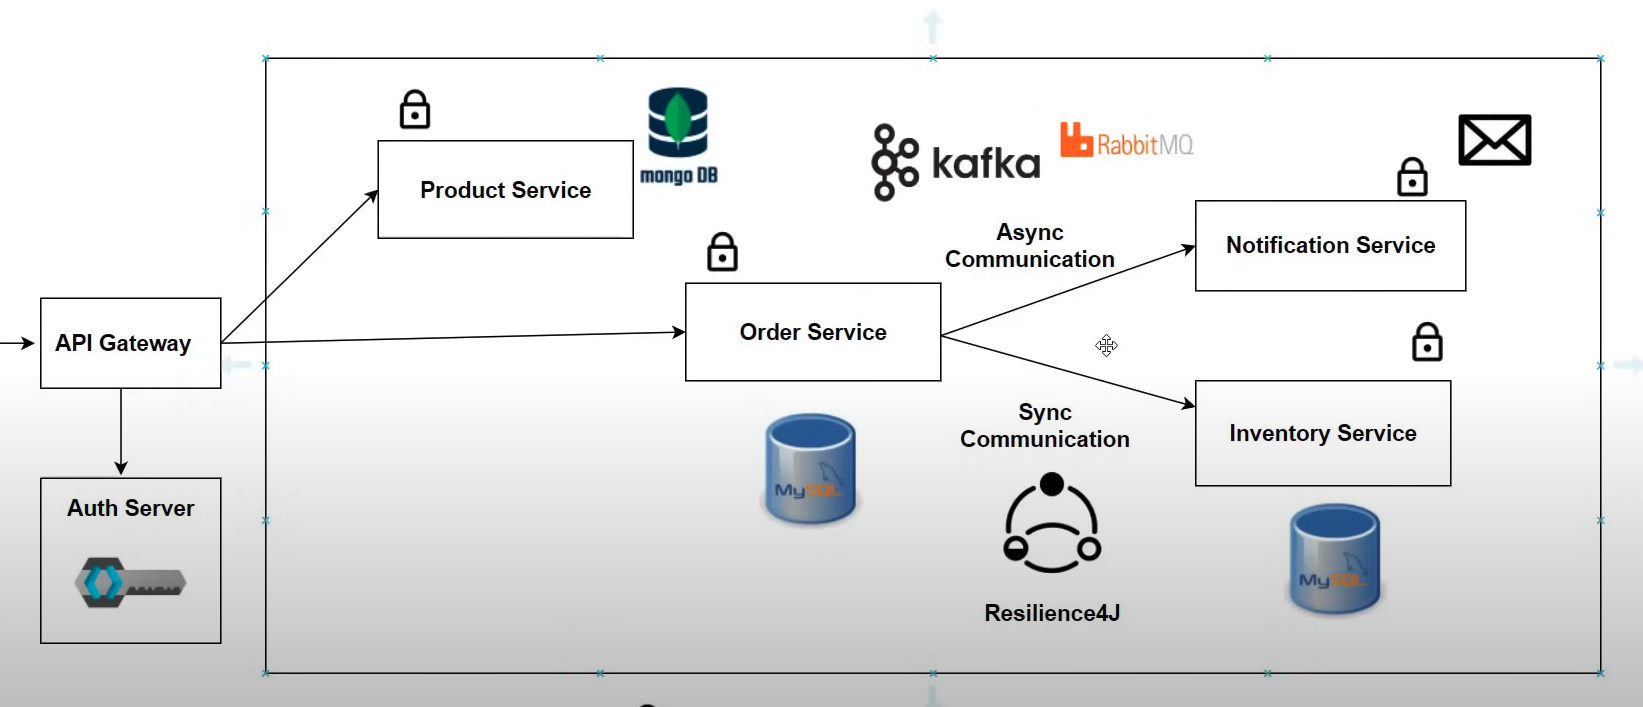 Product Service
mongo DB
kafka
RabbitMQ
Async
Communication
Notification Service
API Gateway
Order Service
Sync
Communication
Inventory Service
MySQL
Auth Server
MySQL
Resilience4J